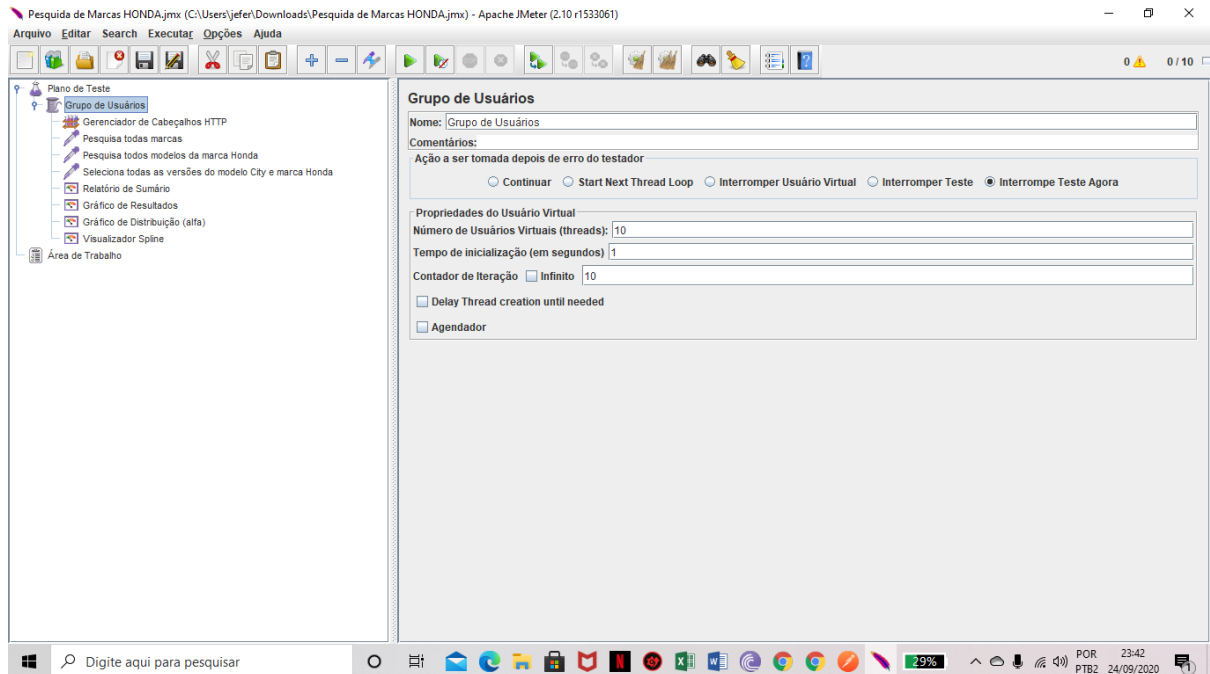 Pesquida de Marcas HONDA.jmx (C:\Users\jefer\Downloads\Pesquida de Marcas HONDA.jmx) - Apache JMeter (2.10 r1533061)
Arquivo Editar Search Executar Opções Ajuda
0 0 / 10
Plano de Teste
Grupo de Usuários
Gerenciador de Cabeçalhos HTTP
Pesquisa todas marcas
Pesquisa todos modelos da marca Honda
Seleciona todas as versões do modelo City e marca Honda
Relatório de Sumário
Gráfico de Resultados
Gráfico de Distribuição (alfa)
Visualizador Spline
Área de Trabalho
Grupo de Usuários
Nome: Grupo de Usuários
Comentários:
Ação a ser tomada depois de erro do testador
Continuar Start Next Thread Loop Interromper Usuário Virtual Interromper Teste Interrompe Teste Agora
Propriedades do Usuário Virtual
Número de Usuários Virtuais (threads): 10
Tempo de inicialização (em segundos) 1
Contador de Iteração Infinito 10
Delay Thread creation until needed
Agendador
Digite aqui para pesquisar
29%
POR
PTB2
23:42
24/09/2020